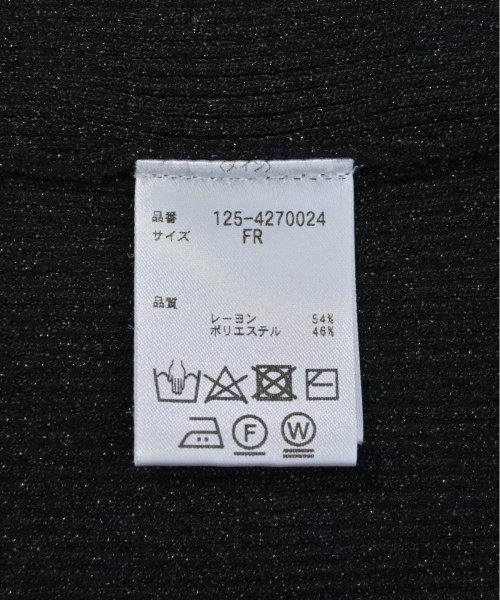 品番 125-4270024
サイズ FR
品質
レーヨン 54%
ポリエステル 46%
F W